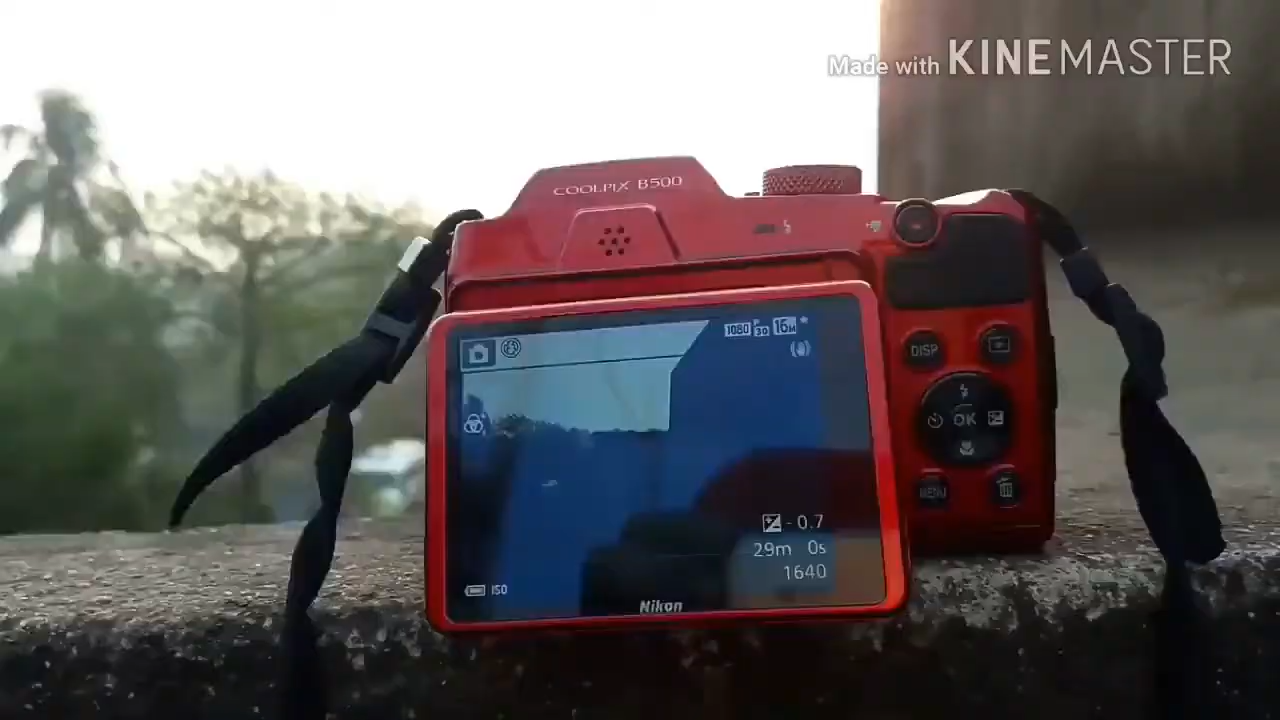 Made with KINEMASTER
COOLPIX B500
1080 30 16M
DISP
OK
MENU
- 0.7
29m 0s
1640
ISO
Nikon